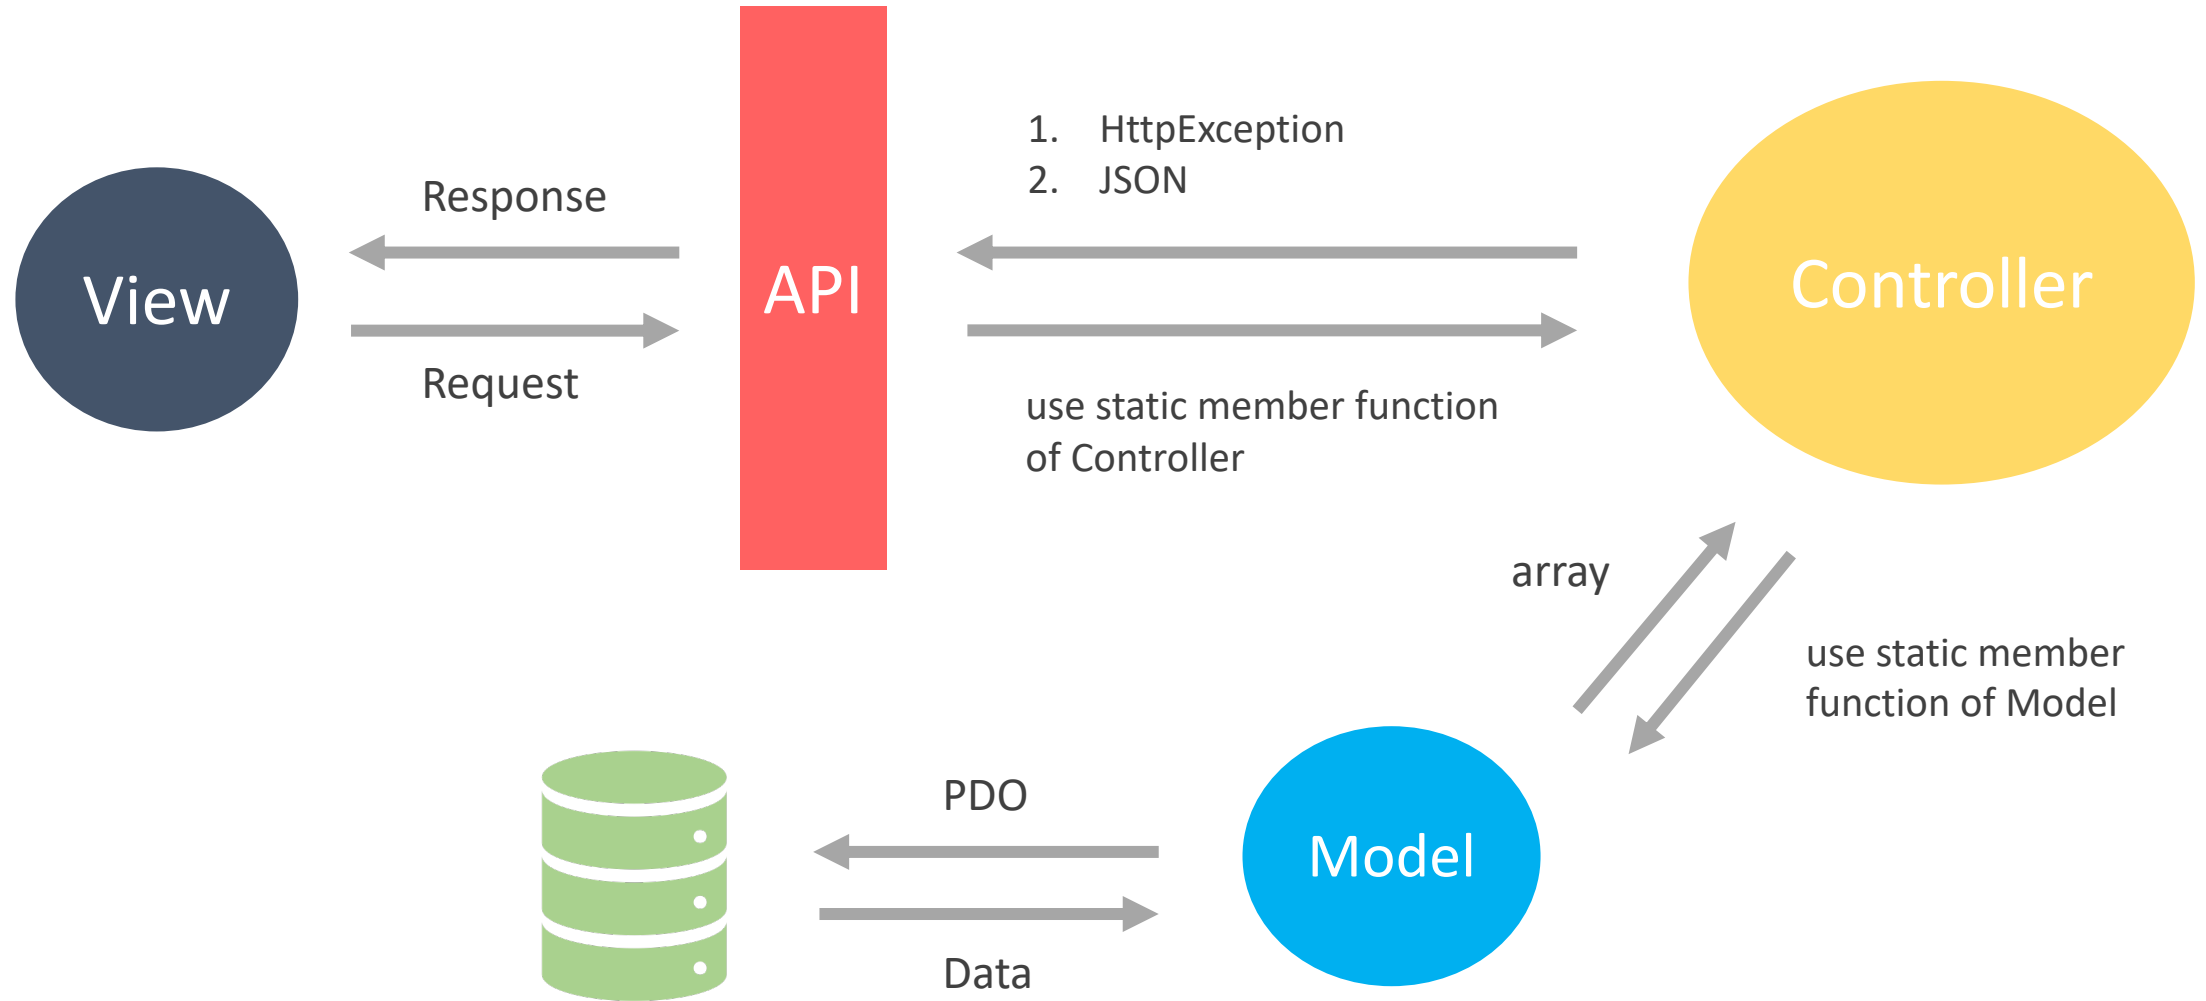 View
Response
Request
API
1. HttpException
2. JSON
use static member function
of Controller
Controller
array
use static member
function of Model
PDO
Data
Model